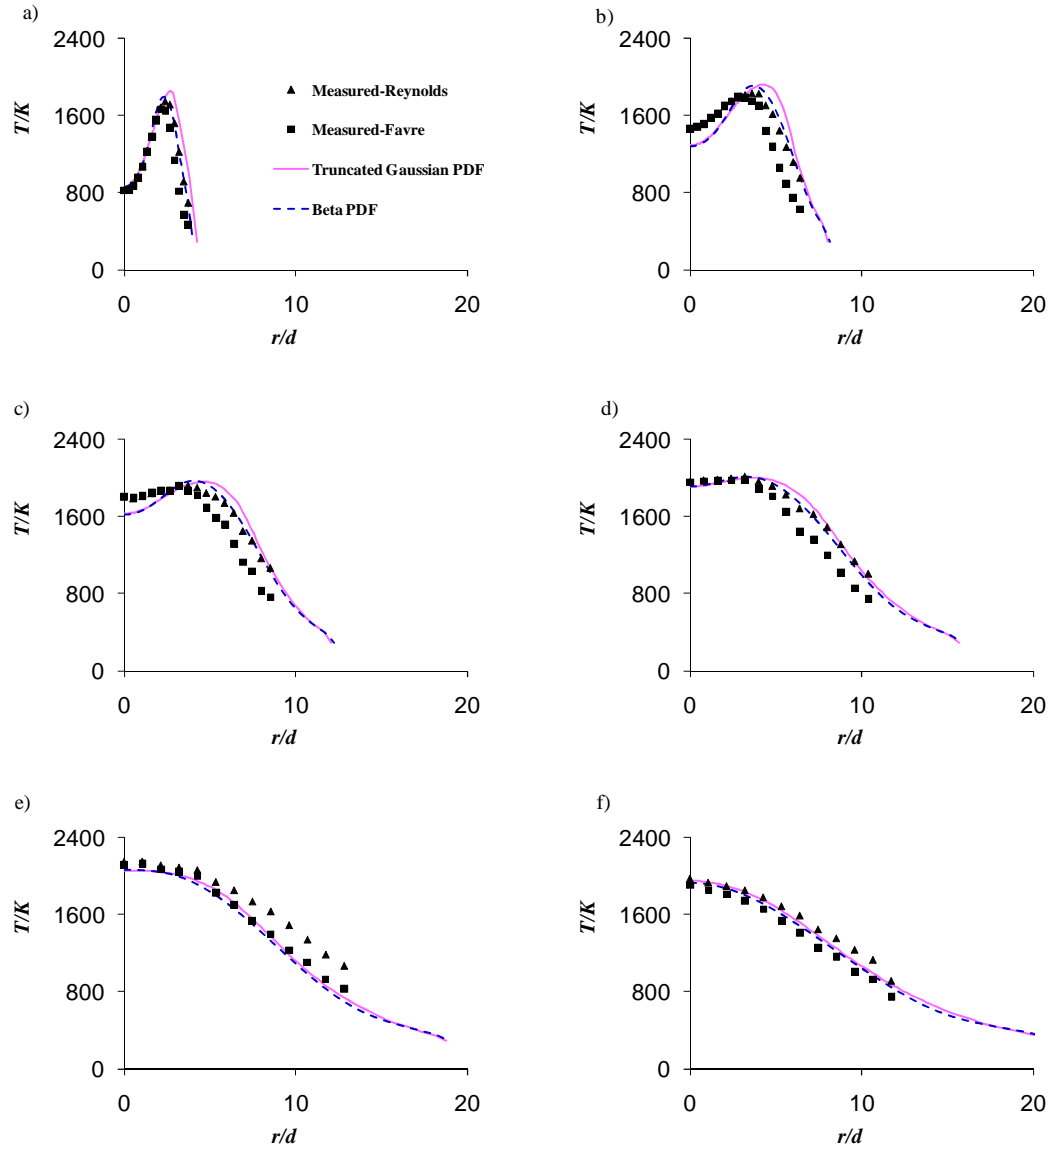 a)
2400
1600
800
0
T/K
0 10 20
r/d
Measured-Reynolds
Measured-Favre
Truncated Gaussian PDF
Beta PDF
b)
2400
1600
800
0
T/K
0 10 20
r/d
c)
2400
1600
800
0
T/K
0 10 20
r/d
d)
2400
1600
800
0
T/K
0 10 20
r/d
e)
2400
1600
800
0
T/K
0 10 20
r/d
f)
2400
1600
800
0
T/K
0 10 20
r/d